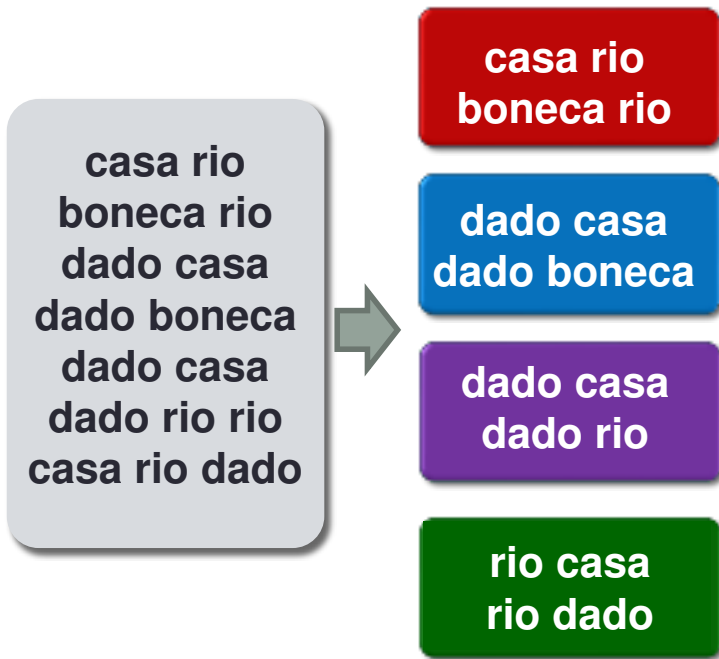 casa rio
boneca rio
dado casa
dado boneca
dado casa
dado rio rio
casa rio dado
casa rio
boneca rio
dado casa
dado boneca
dado casa
dado rio
rio casa
rio dado